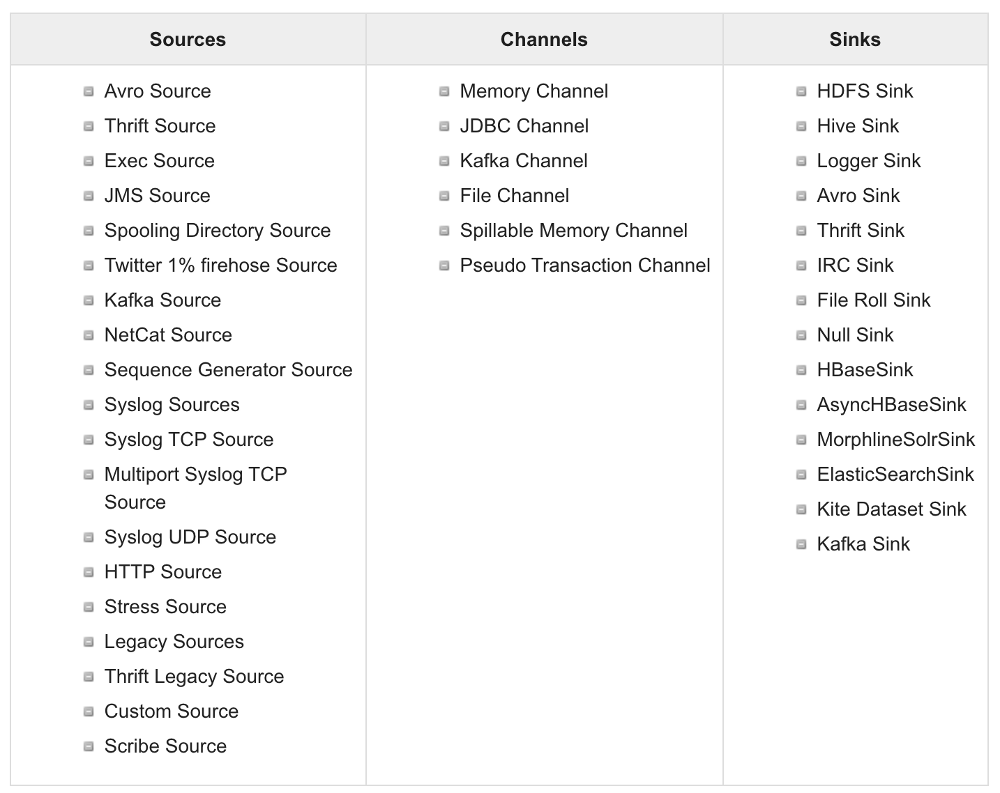 Sources
Channels
Sinks
Avro Source
Thrift Source
Exec Source
JMS Source
Spooling Directory Source
Twitter 1% firehose Source
Kafka Source
NetCat Source
Sequence Generator Source
Syslog Sources
Syslog TCP Source
Multiport Syslog TCP
Source
Syslog UDP Source
HTTP Source
Stress Source
Legacy Sources
Thrift Legacy Source
Custom Source
Scribe Source
Memory Channel
JDBC Channel
Kafka Channel
File Channel
Spillable Memory Channel
Pseudo Transaction Channel
HDFS Sink
Hive Sink
Logger Sink
Avro Sink
Thrift Sink
IRC Sink
File Roll Sink
Null Sink
HBaseSink
AsyncHBaseSink
MorphlineSolrSink
ElasticSearchSink
Kite Dataset Sink
Kafka Sink